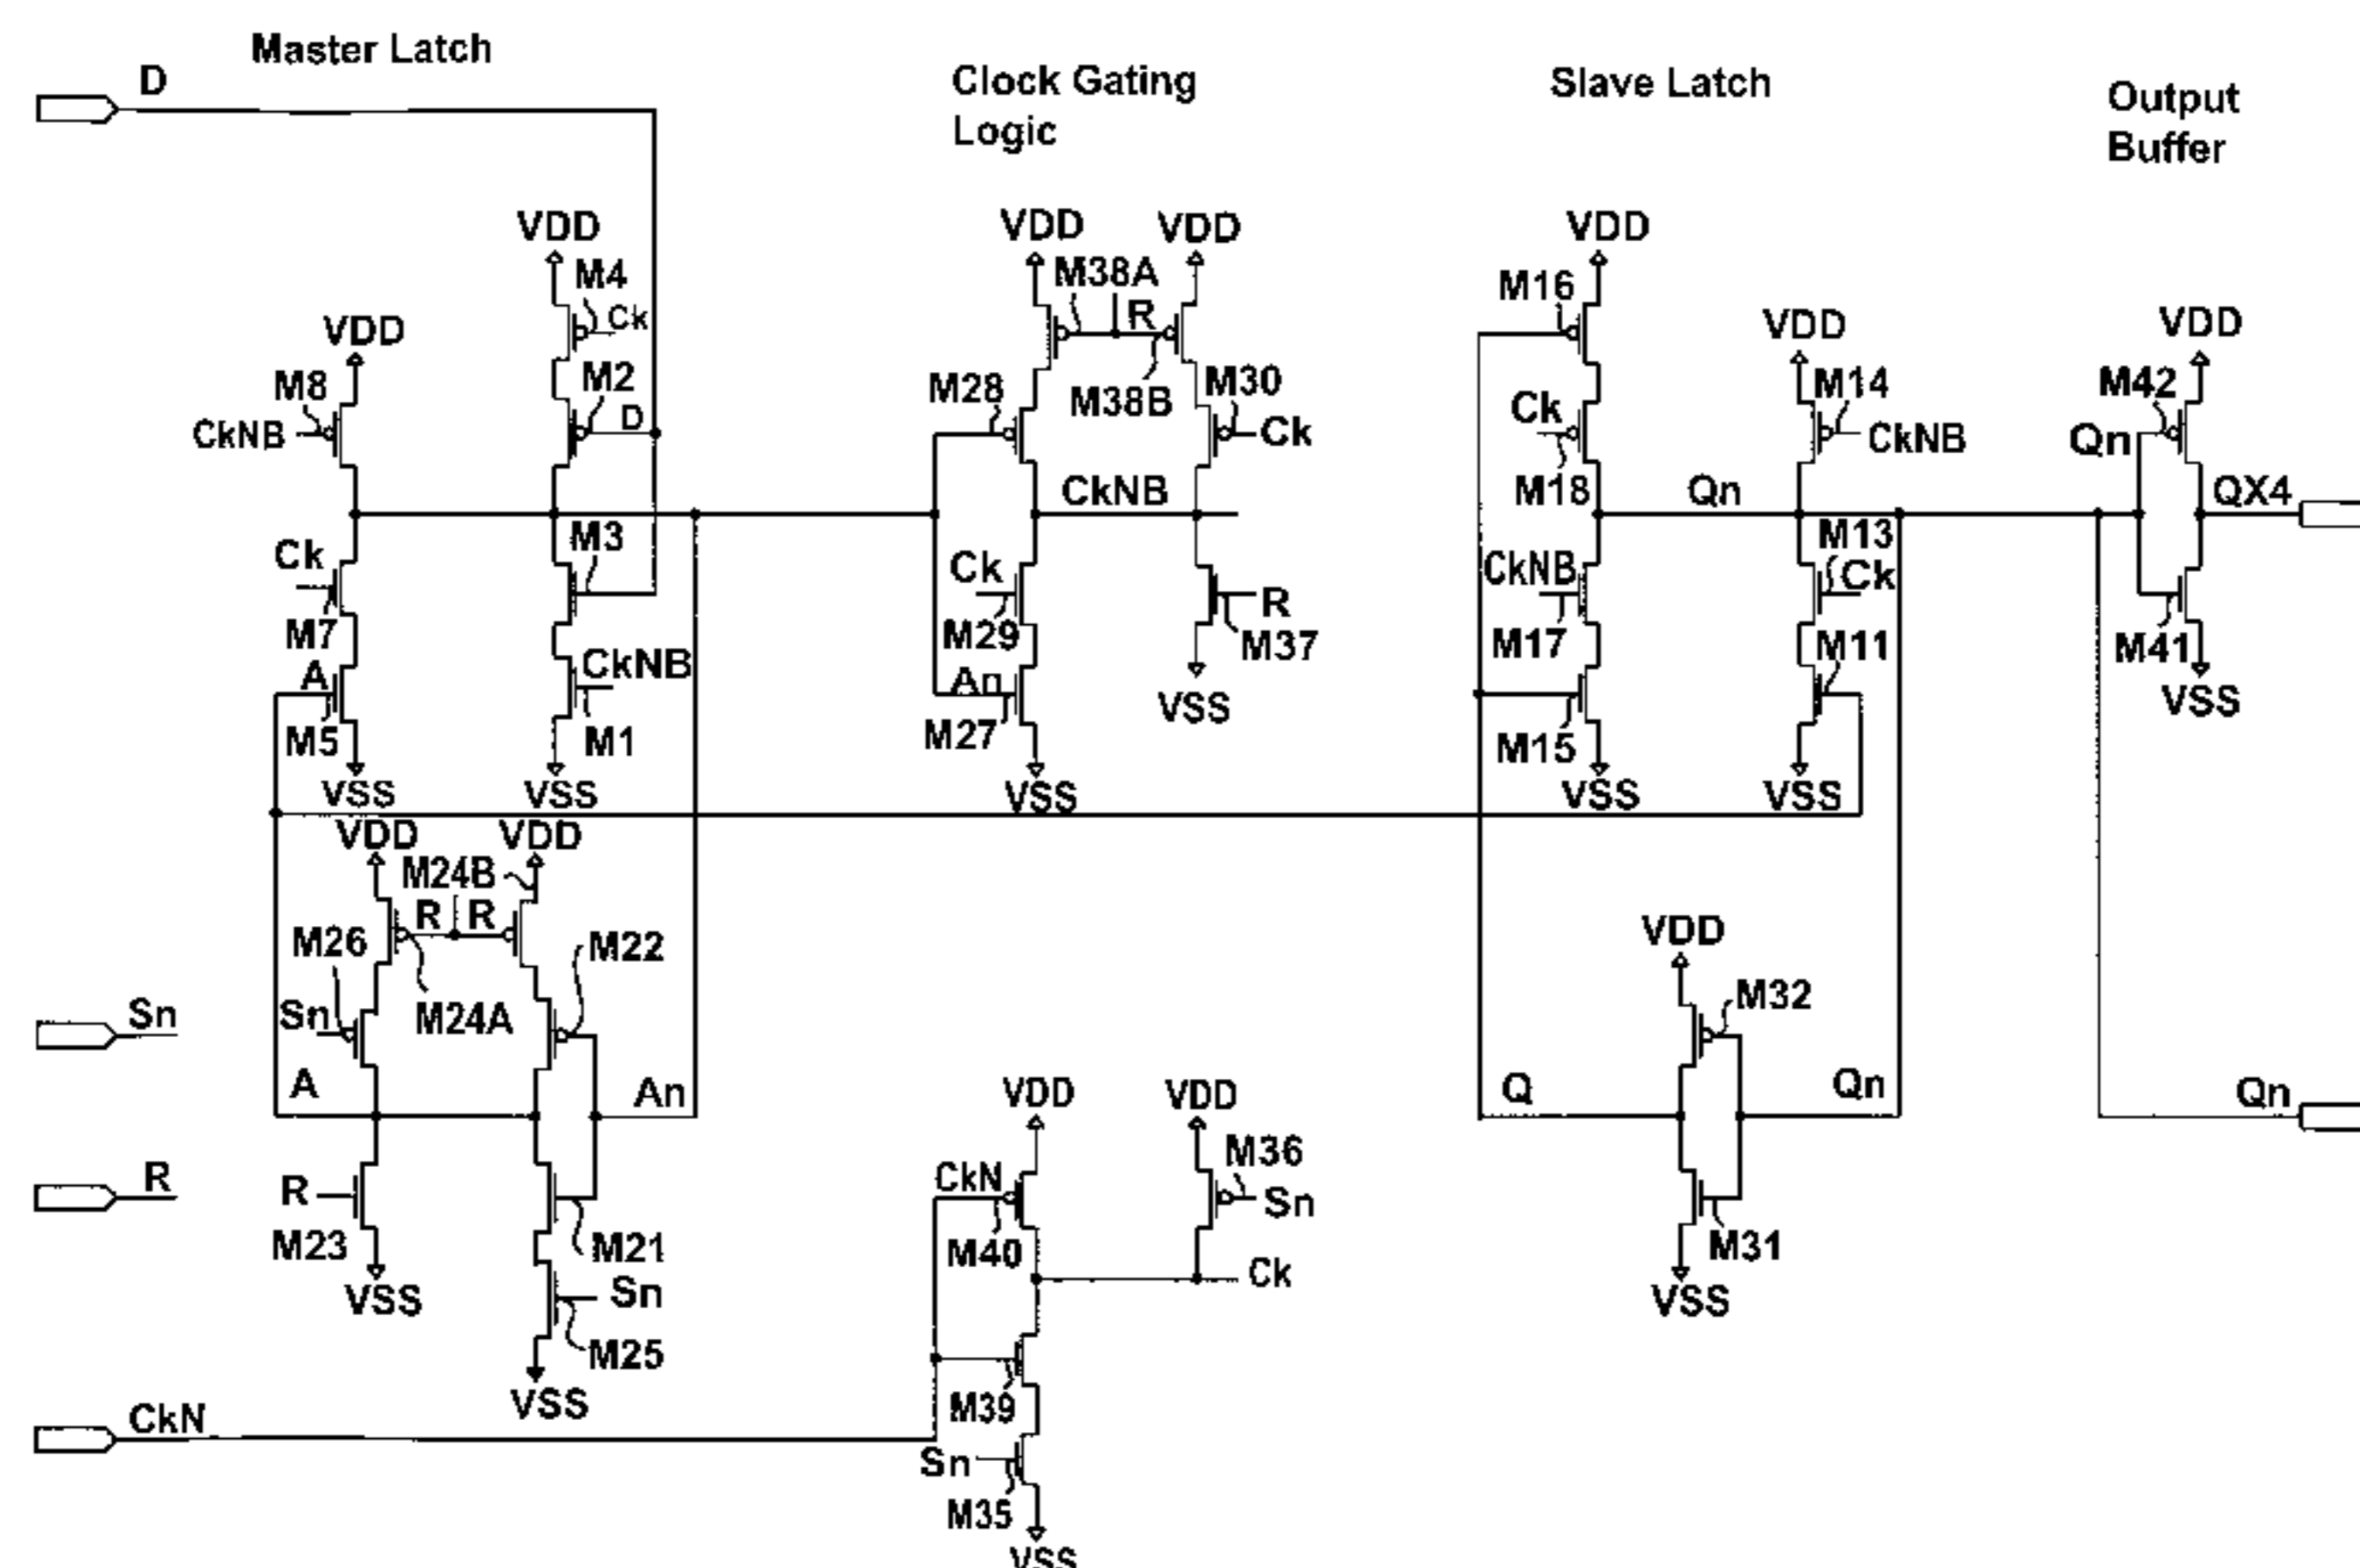 Master Latch
D
Clock Gating
Logic
Slave Latch
Output
Buffer
VDD
M4
Ck
VDD
M8
CkNB
M2
D
Ck
M7
M3
CkNB
A
M5
M1
VSS
VSS
VDD
VDD
M38A
R
M28
M38B
M30
Ck
CkNB
Ck
M29
R
M37
An
M27
VSS
VSS
VDD
M16
VDD
Ck
M14
CkNB
M18
Qn
M13
CkNB
Ck
M17
M11
M15
VSS
VSS
VDD
M42
Qn
QX4
M41
VSS
VDD
VDD
M24B
R
R
M26
M22
Sn
Sn
M24A
A
An
R
R
M23
M21
VSS
Sn
M25
VSS
CkN
VDD
VDD
CkN
M36
Sn
M40
Ck
M39
Sn
M35
VSS
VDD
M32
Q
Qn
M31
VSS
Qn